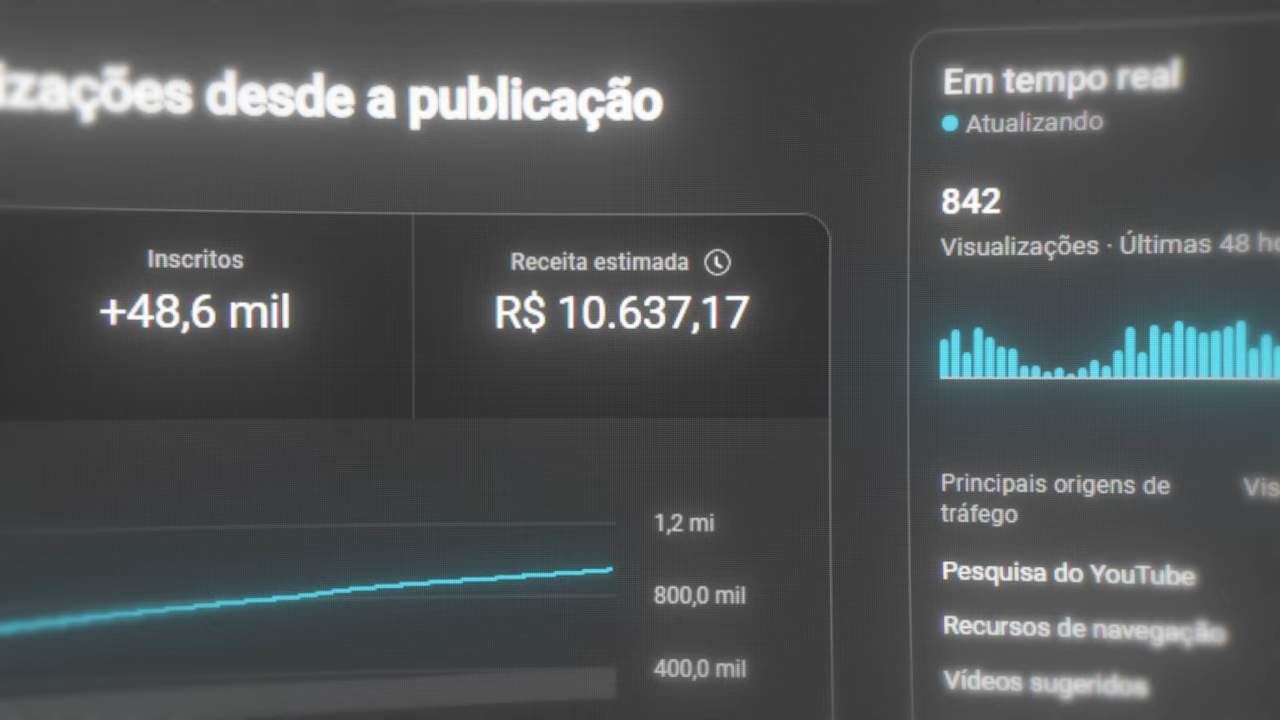 desde a publicação
Inscritos
+48,6 mil
Receita estimada
R$ 10.637,17
1,2 mi
800,0 mil
400,0 mil
Em tempo real
Atualizando
842
Visualizações · Últimas 48
Principais origens de
tráfego
Pesquisa do YouTube
Recursos de navegação
Vídeos sugeridos